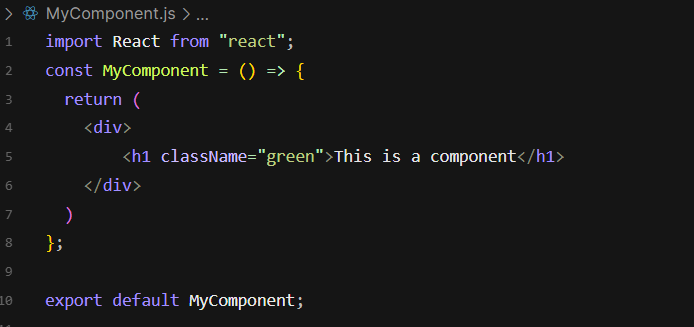 > MyComponent.js > ...
1 import React from "react";
2 const MyComponent = () => {
3   return (
4     <div>
5         <h1 className="green">This is a component</h1>
6     </div>
7   )
8 };
9
10 export default MyComponent;